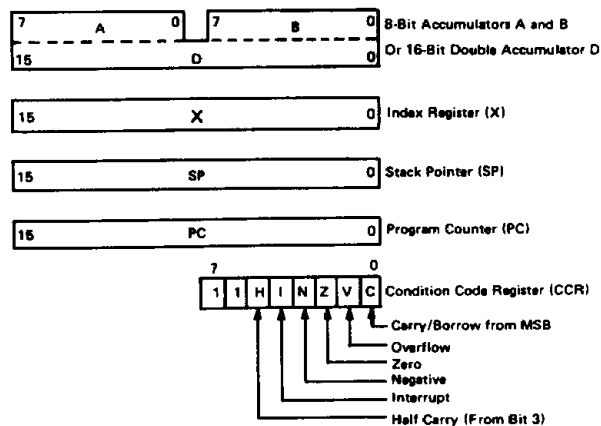 7 A 0 7 B 0 8-Bit Accumulators A and B
15 D 0 Or 16-Bit Double Accumulator D
15 X 0 Index Register (X)
15 SP 0 Stack Pointer (SP)
15 PC 0 Program Counter (PC)
7 0
1 1 H I N Z V C Condition Code Register (CCR)
Carry/Borrow from MSB
Overflow
Zero
Negative
Interrupt
Half Carry (From Bit 3)